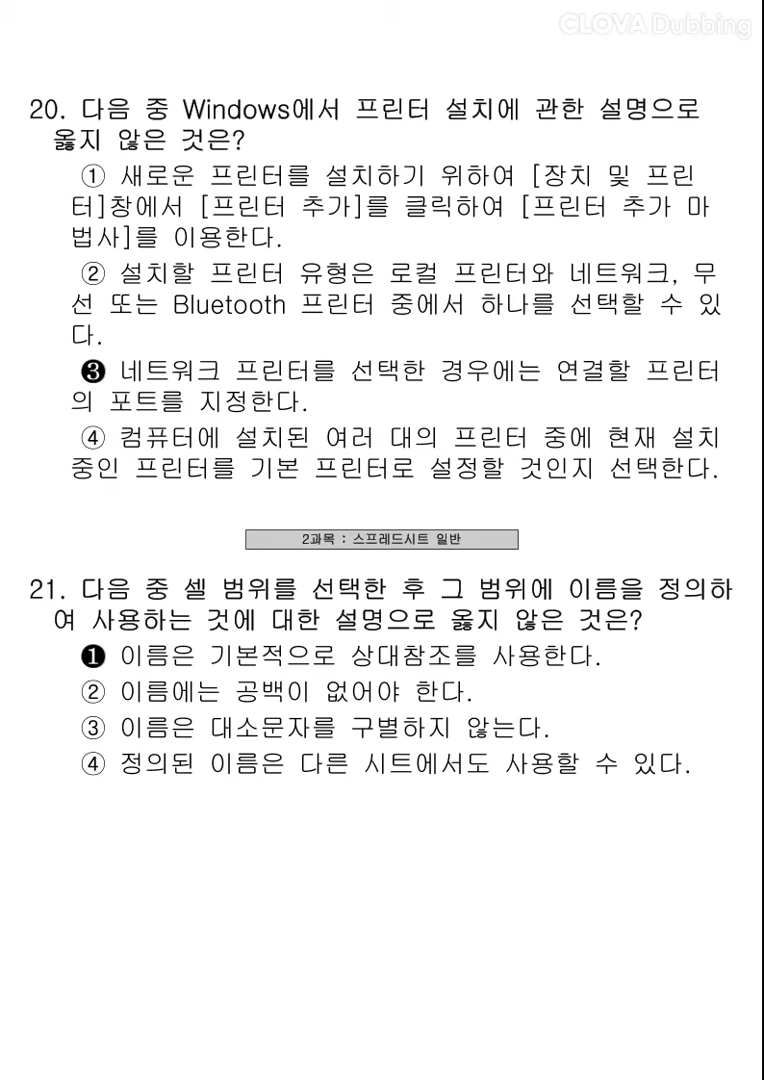 CLOVA Dubbing
20. 다음 중 Windows에서 프린터 설치에 관한 설명으로
옳지 않은 것은?
① 새로운 프린터를 설치하기 위하여 [장치 및 프린
터]창에서 [프린터 추가]를 클릭하여 [프린터 추가 마
법사]를 이용한다.
② 설치할 프린터 유형은 로컬 프린터와 네트워크, 무
선 또는 Bluetooth 프린터 중에서 하나를 선택할 수 있
다.
❸ 네트워크 프린터를 선택한 경우에는 연결할 프린터
의 포트를 지정한다.
④ 컴퓨터에 설치된 여러 대의 프린터 중에 현재 설치
중인 프린터를 기본 프린터로 설정할 것인지 선택한다.
2과목 : 스프레드시트 일반
21. 다음 중 셀 범위를 선택한 후 그 범위에 이름을 정의하
여 사용하는 것에 대한 설명으로 옳지 않은 것은?
❶ 이름은 기본적으로 상대참조를 사용한다.
② 이름에는 공백이 없어야 한다.
③ 이름은 대소문자를 구별하지 않는다.
④ 정의된 이름은 다른 시트에서도 사용할 수 있다.